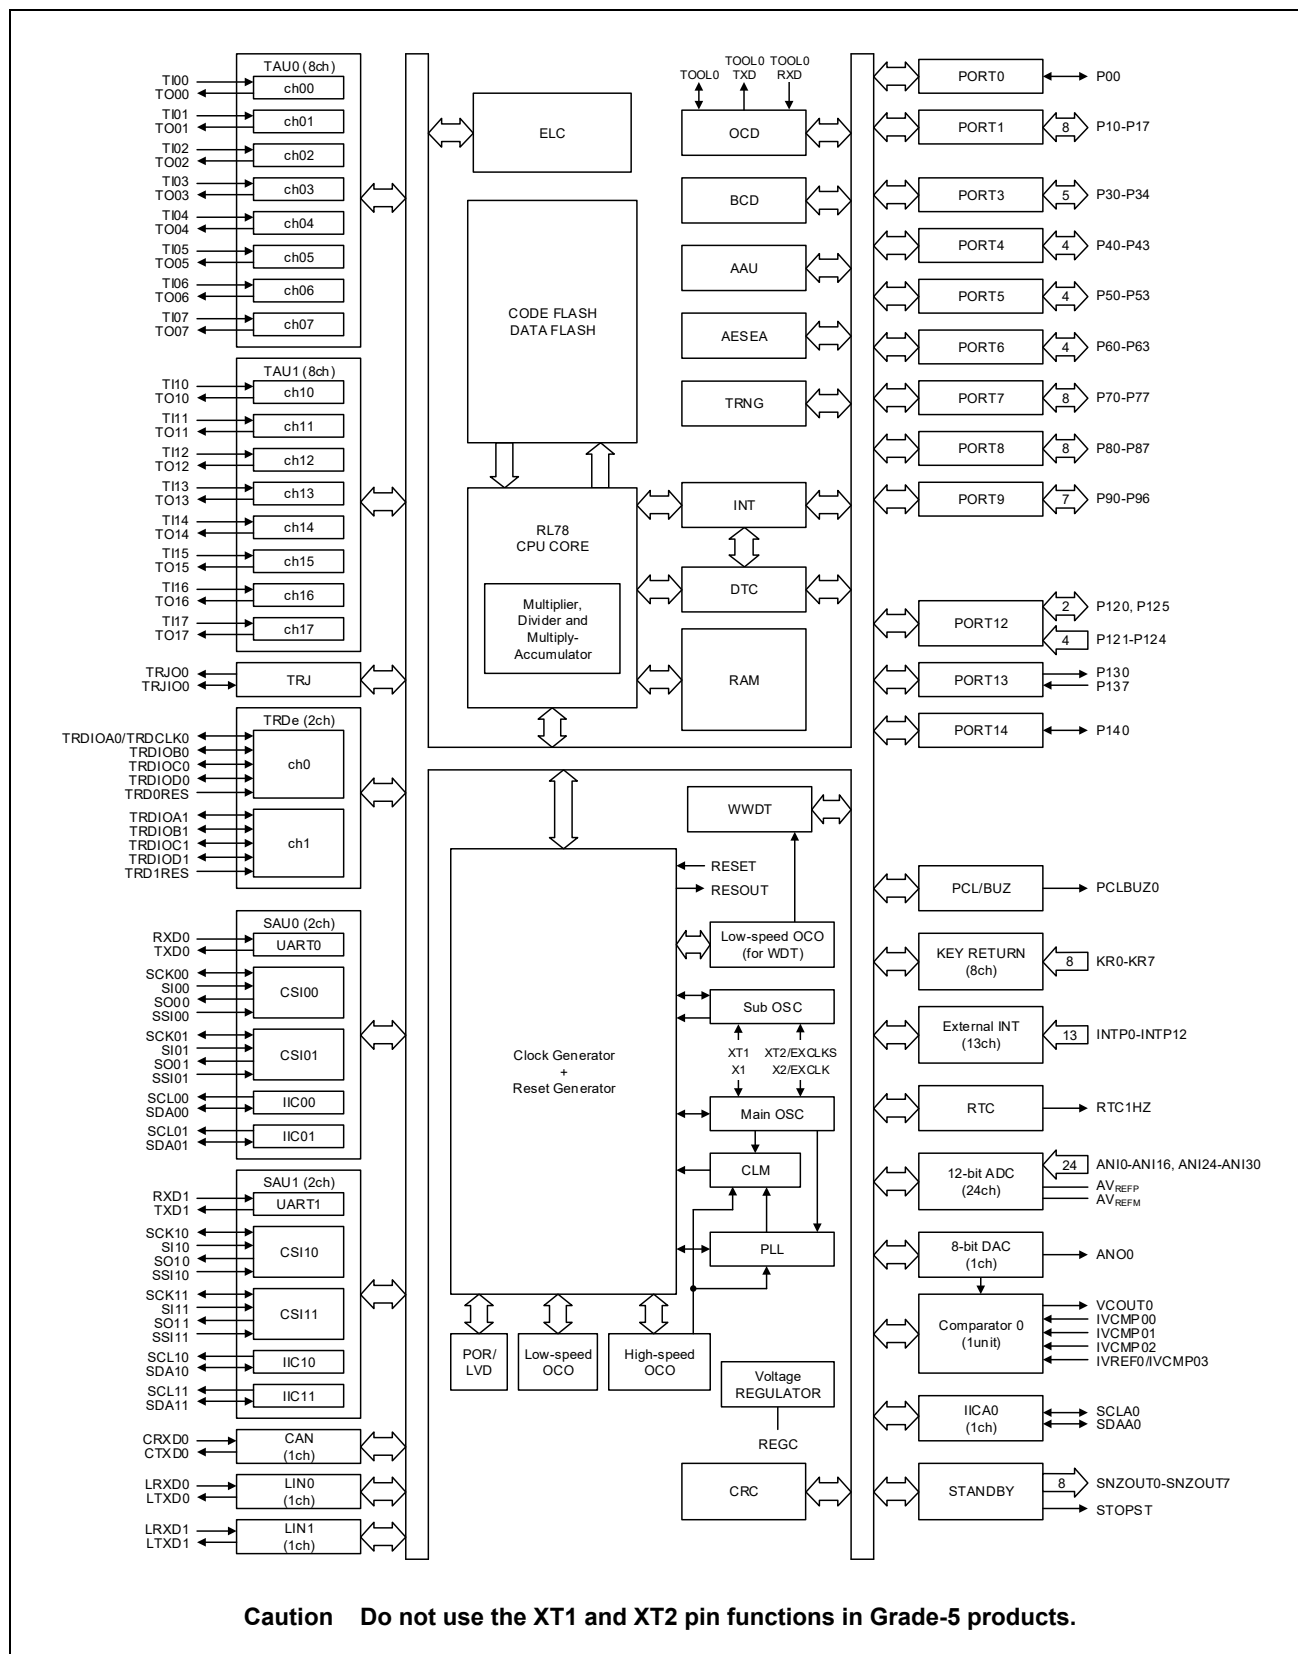 TAU0 (8ch)
TI00
TO00
ch00
TI01
TO01
ch01
TI02
TO02
ch02
TI03
TO03
ch03
TI04
TO04
ch04
TI05
TO05
ch05
TI06
TO06
ch06
TI07
TO07
ch07
TAU1 (8ch)
TI10
TO10
ch10
TI11
TO11
ch11
TI12
TO12
ch12
TI13
TO13
ch13
TI14
TO14
ch14
TI15
TO15
ch15
TI16
TO16
ch16
TI17
TO17
ch17
TRJO0
TRJIO0
TRJ
TRDe (2ch)
TRDIOA0/TRDCLK0
TRDIOB0
TRDIOC0
TRDIOD0
TRD0RES
ch0
TRDIOA1
TRDIOB1
TRDIOC1
TRDIOD1
TRD1RES
ch1
SAU0 (2ch)
RXD0
TXD0
UART0
SCK00
SI00
SO00
SSI00
CSI00
SCK01
SI01
SO01
SSI01
CSI01
SCL00
SDA00
IIC00
SCL01
SDA01
IIC01
SAU1 (2ch)
RXD1
TXD1
UART1
SCK10
SI10
SO10
SSI10
CSI10
SCK11
SI11
SO11
SSI11
CSI11
SCL10
SDA10
IIC10
SCL11
SDA11
IIC11
CRXD0
CTXD0
CAN
(1ch)
LRXD0
LTXD0
LIN0
(1ch)
LRXD1
LTXD1
LIN1
(1ch)
ELC
CODE FLASH
DATA FLASH
RL78
CPU CORE
Multiplier,
Divider and
Multiply-
Accumulator
TOOL0
TOOL0
TXD
TOOL0
RXD
OCD
BCD
AAU
AESEA
TRNG
INT
DTC
RAM
WWDT
RESET
RESOUT
Low-speed OCO
(for WDT)
Sub OSC
XT1
X1
XT2/EXCLKS
X2/EXCLK
Main OSC
CLM
PLL
Clock Generator
+
Reset Generator
POR/
LVD
Low-speed
OCO
High-speed
OCO
Voltage
REGULATOR
REGC
CRC
PORT0
P00
PORT1
8
P10-P17
PORT3
5
P30-P34
PORT4
4
P40-P43
PORT5
4
P50-P53
PORT6
4
P60-P63
PORT7
8
P70-P77
PORT8
8
P80-P87
PORT9
7
P90-P96
PORT12
2
P120, P125
4
P121-P124
PORT13
P130
P137
PORT14
P140
PCL/BUZ
PCLBUZ0
KEY RETURN
(8ch)
8
KR0-KR7
External INT
(13ch)
13
INTP0-INTP12
RTC
RTC1HZ
12-bit ADC
(24ch)
24
ANI0-ANI16, ANI24-ANI30
AVREFP
AVREFM
8-bit DAC
(1ch)
ANO0
Comparator 0
(1unit)
VCOUT0
IVCMP00
IVCMP01
IVCMP02
IVREF0/IVCMP03
IICA0
(1ch)
SCLA0
SDAA0
STANDBY
8
SNZOUT0-SNZOUT7
STOPST
Caution Do not use the XT1 and XT2 pin functions in Grade-5 products.